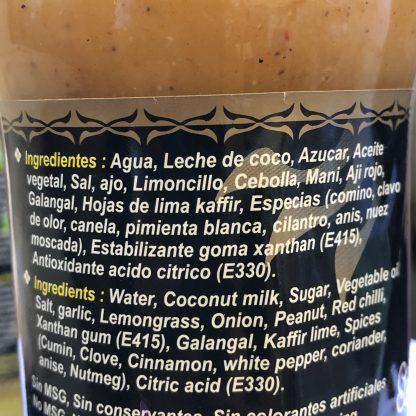 Ingredientes : Agua, Leche de coco, Azucar, Aceite
vegetal, Sal, ajo, Limoncillo, Cebolla, Mani, Aji rojo,
Galangal, Hojas de lima kaffir, Especias (comino, clavo
de olor, canela, pimienta blanca, cilantro, anis, nuez
moscada), Estabilizante goma xanthan (E415),
Antioxidante acido citrico (E330).
Ingredients : Water, Coconut milk, Sugar, Vegetable oil,
Salt, garlic, Lemongrass, Onion, Peanut, Red chilli,
Xanthan gum (E415), Galangal, Kaffir lime, Spices
(Cumin, Clove, Cinnamon, white pepper, coriander,
anise, Nutmeg), Citric acid (E330).
Sin MSG, Sin conservantes, Sin colorantes artificiales
No MSG,